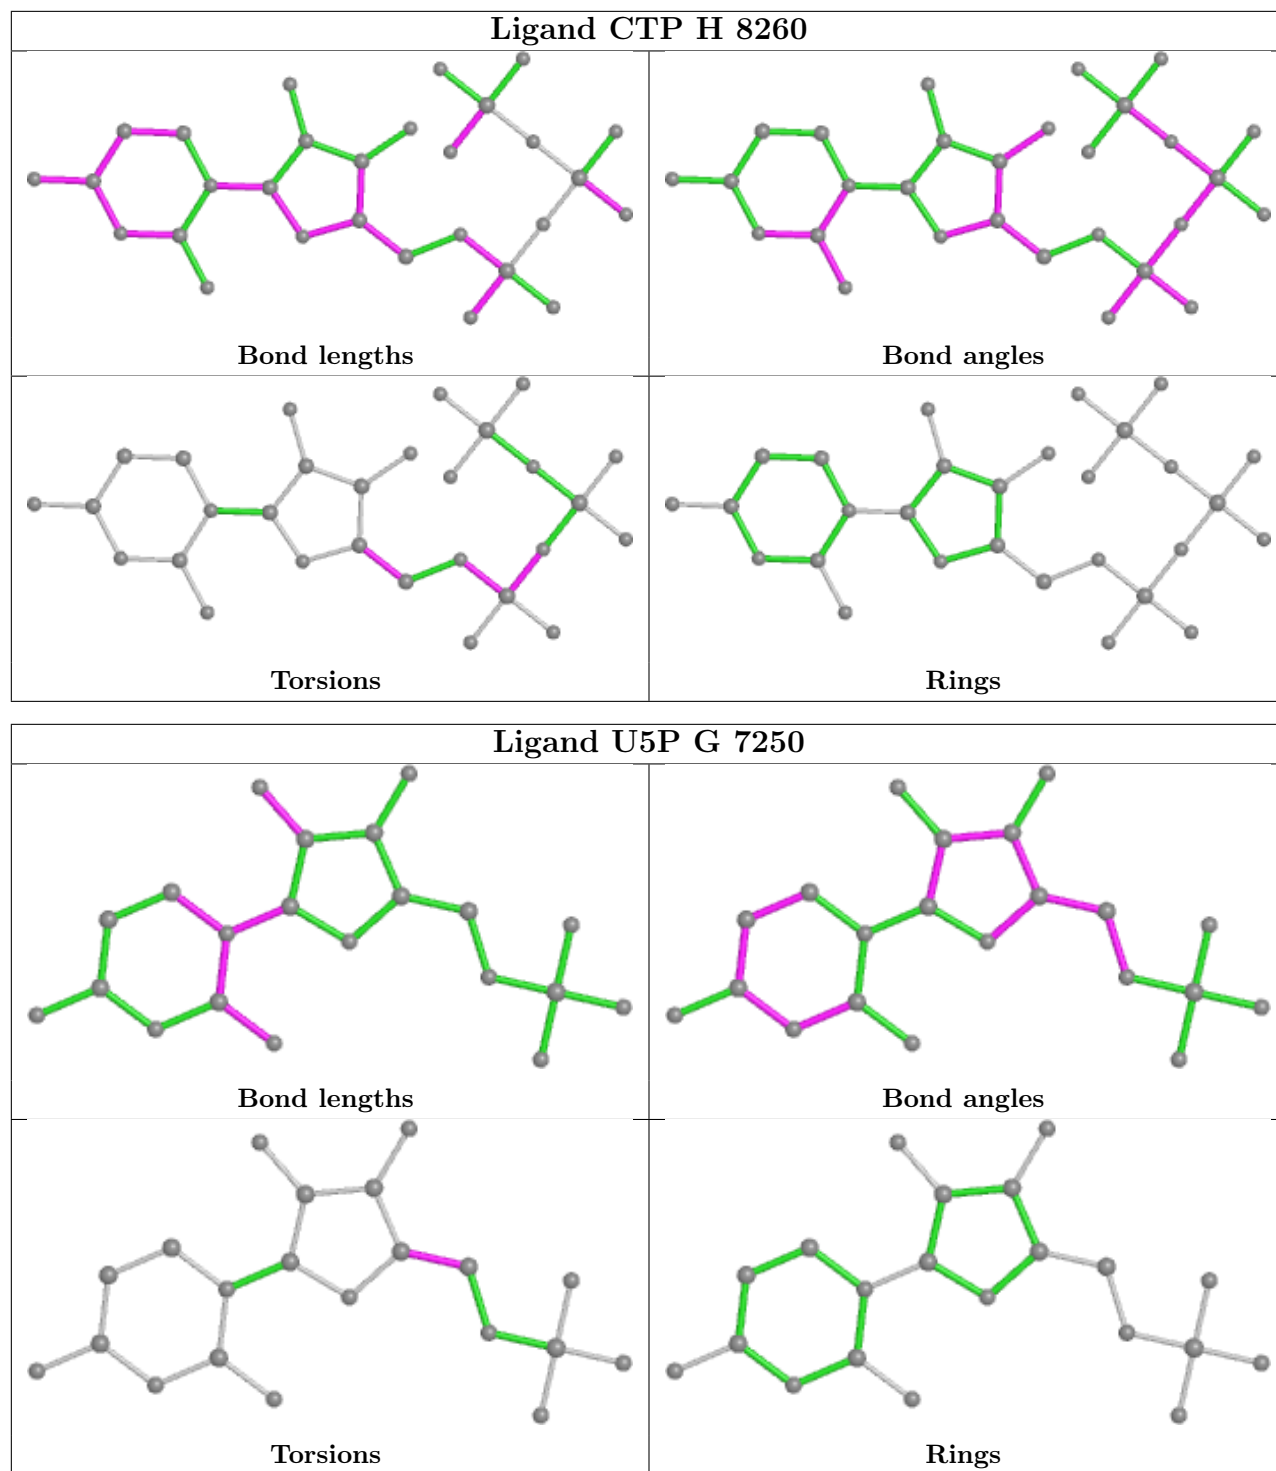 Ligand CTP H 8260
Bond lengths
Bond angles
Torsions
Rings
Ligand U5P G 7250
Bond lengths
Bond angles
Torsions
Rings